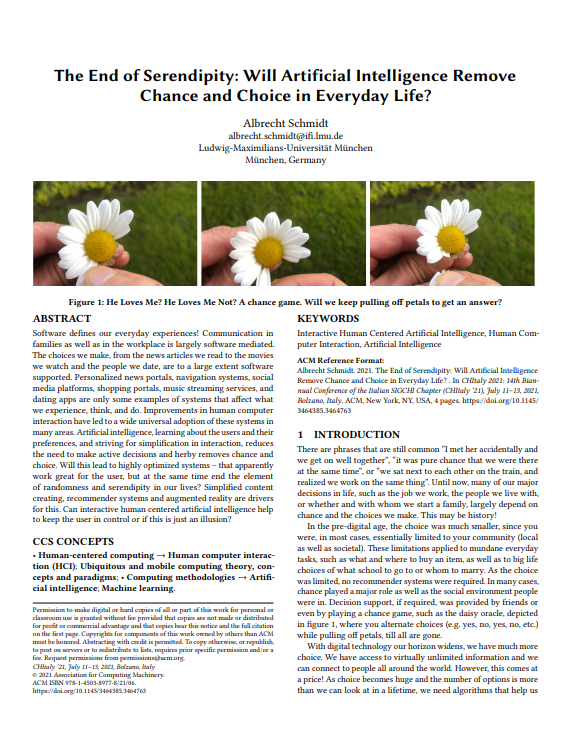 The End of Serendipity: Will Artificial Intelligence Remove
Chance and Choice in Everyday Life?
Albrecht Schmidt
albrecht.schmidt@ifi.lmu.de
Ludwig-Maximilians-Universität München
München, Germany
Figure 1: He Loves Me? He Loves Me Not? A chance game. Will we keep pulling off petals to get an answer?
ABSTRACT
Software defines our everyday experiences! Communication in
families as well as in the workplace is largely software mediated.
The choices we make, from the news articles we read to the movies
we watch and the people we date, are to a large extent software
supported. Personalized news portals, navigation systems, social
media platforms, shopping portals, music streaming services, and
dating apps are only some examples of systems that affect what
we experience, think, and do. Improvements in human computer
interaction have led to a wide universal adoption of these systems in
many areas. Artificial intelligence, learning about the users and their
preferences, and striving for simplification in interaction, reduces
the need to make active decisions and herby removes chance and
choice. Will this lead to highly optimized systems – that apparently
work great for the user, but at the same time end the element
of randomness and serendipity in our lives? Simplified content
creating, recommender systems and augmented reality are drivers
for this. Can interactive human centered artificial intelligence help
to keep the user in control or if this is just an illusion?
CCS CONCEPTS
• Human-centered computing → Human computer interac-
tion (HCI); Ubiquitous and mobile computing theory, con-
cepts and paradigms; • Computing methodologies → Artifi-
cial intelligence; Machine learning.
Permission to make digital or hard copies of all or part of this work for personal or
classroom use is granted without fee provided that copies are not made or distributed
for profit or commercial advantage and that copies bear this notice and the full citation
on the first page. Copyrights for components of this work owned by others than ACM
must be honored. Abstracting with credit is permitted. To copy otherwise, or republish,
to post on servers or to redistribute to lists, requires prior specific permission and/or a
fee. Request permissions from permissions@acm.org.
CHItaly '21, July 11–13, 2021, Bolzano, Italy
© 2021 Association for Computing Machinery.
ACM ISBN 978-1-4503-8977-8/21/06.
https://doi.org/10.1145/3464385.3464763
KEYWORDS
Interactive Human Centered Artificial Intelligence, Human Com-
puter Interaction, Artificial Intelligence
ACM Reference Format:
Albrecht Schmidt. 2021. The End of Serendipity: Will Artificial Intelligence
Remove Chance and Choice in Everyday Life? . In CHItaly 2021: 14th Bian-
nual Conference of the Italian SIGCHI Chapter (CHItaly '21), July 11–13, 2021,
Bolzano, Italy. ACM, New York, NY, USA, 4 pages. https://doi.org/10.1145/
3464385.3464763
1 INTRODUCTION
There are phrases that are still common "I met her accidentally and
we get on well together", "it was pure chance that we were there
at the same time", or "we sat next to each other on the train, and
realized we work on the same thing". Until now, many of our major
decisions in life, such as the job we work, the people we live with,
or whether and with whom we start a family, largely depend on
chance and the choices we make. This may be history!
In the pre-digital age, the choice was much smaller, since you
were, in most cases, essentially limited to your community (local
as well as societal). These limitations applied to mundane everyday
tasks, such as what and where to buy an item, as well as to big life
choices of what school to go to or whom to marry. As the choice
was limited, no recommender systems were required. In many cases,
chance played a major role as well as the social environment people
were in. Decision support, if required, was provided by friends or
even by playing a chance game, such as the daisy oracle, depicted
in figure 1, where you alternate choices (e.g. yes, no, yes, no, etc.)
while pulling off petals, till all are gone.
With digital technology our horizon widens, we have much more
choice. We have access to virtually unlimited information and we
can connect to people all around the world. However, this comes at
a price! As choice becomes huge and the number of options is more
than we can look at in a lifetime, we need algorithms that help us